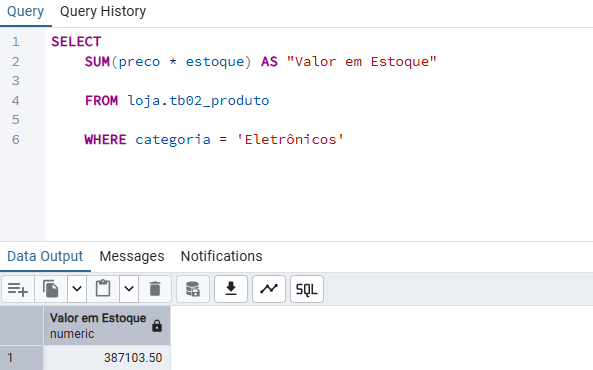 Query Query History
1 SELECT
2 SUM(preco * estoque) AS "Valor em Estoque"
3
4 FROM loja.tb02_produto
5
6 WHERE categoria = 'Eletrônicos'
Data Output Messages Notifications
SQL
Valor em Estoque
numeric
1 387103.50